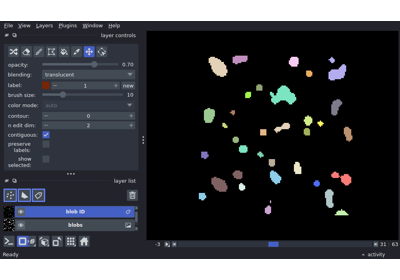 File View Layers Plugins Window Help
layer controls
opacity: 0.70
blending: translucent
label: 1 new
brush size: 10
color mode: auto
contour: 0
n edit dim: 2
contiguous:
preserve
labels:
show
selected:
layer list
blob ID
blobs
-3 31 63
Ready activity